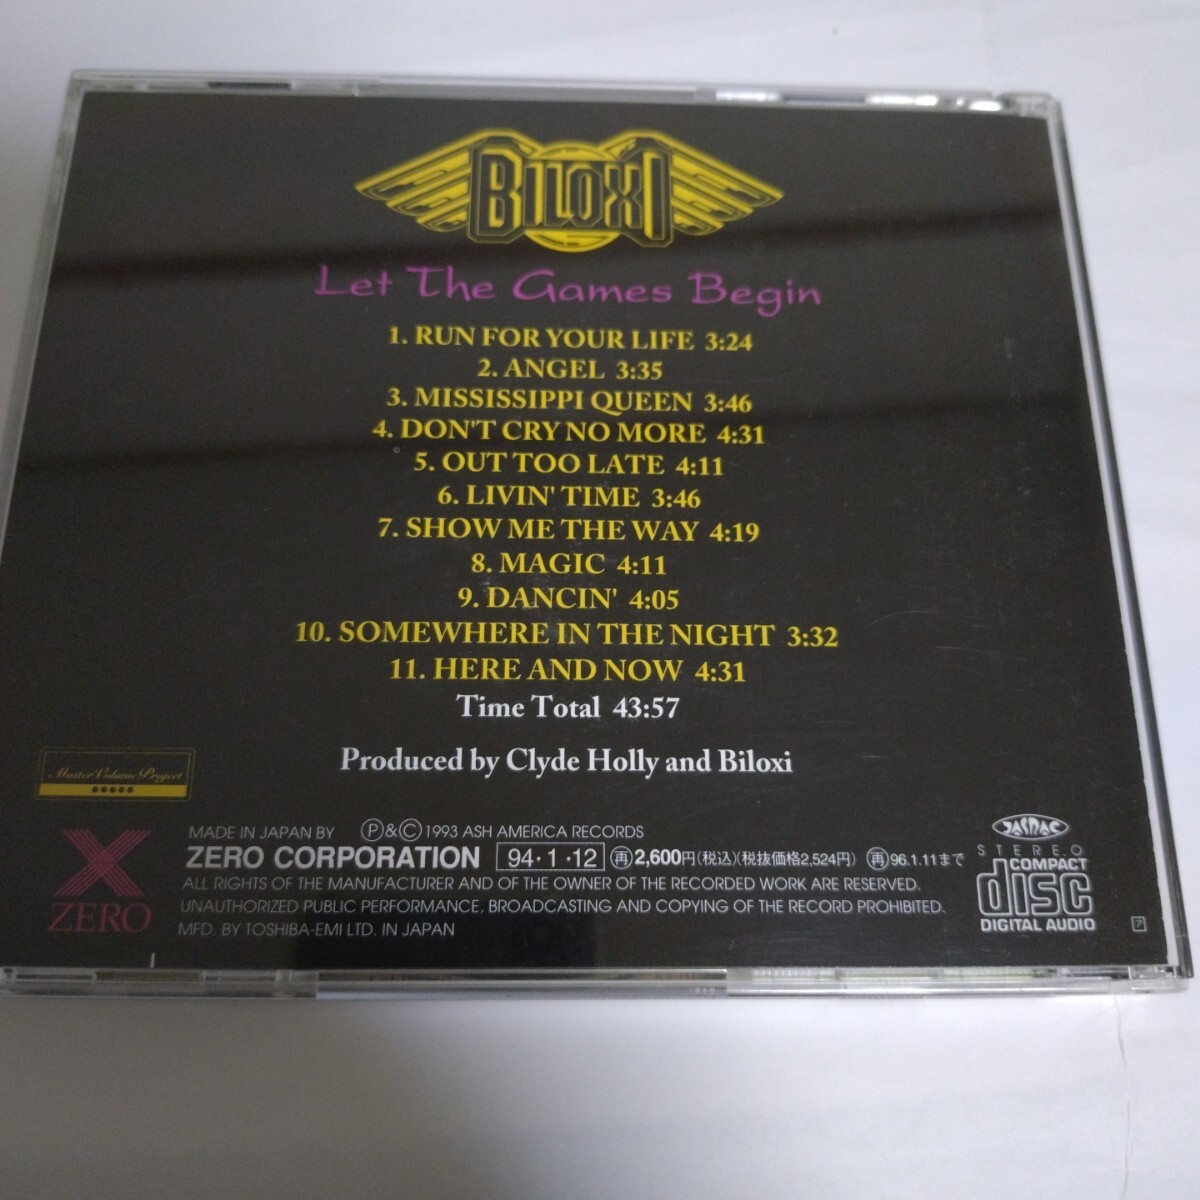 BILOXI
Let The Games Begin
1. RUN FOR YOUR LIFE 3:24
2. ANGEL 3:35
3. MISSISSIPPI QUEEN 3:46
4. DON'T CRY NO MORE 4:31
5. OUT TOO LATE 4:11
6. LIVIN' TIME 3:46
7. SHOW ME THE WAY 4:19
8. MAGIC 4:11
9. DANCIN' 4:05
10. SOMEWHERE IN THE NIGHT 3:32
11. HERE AND NOW 4:31
Time Total 43:57
Produced by Clyde Holly and Biloxi
Master Volume Project
ZERO
MADE IN JAPAN BY Ⓟ&Ⓒ 1993 ASH AMERICA RECORDS
ZERO CORPORATION 94・1・12 再 2,600円(税込)(税抜価格2,524円) 再 96.1.11まで
ALL RIGHTS OF THE MANUFACTURER AND OF THE OWNER OF THE RECORDED WORK ARE RESERVED.
UNAUTHORIZED PUBLIC PERFORMANCE, BROADCASTING AND COPYING OF THE RECORD PROHIBITED.
MFD. BY TOSHIBA-EMI LTD. IN JAPAN
JASRAC
STEREO
COMPACT
disc
DIGITAL AUDIO
ア